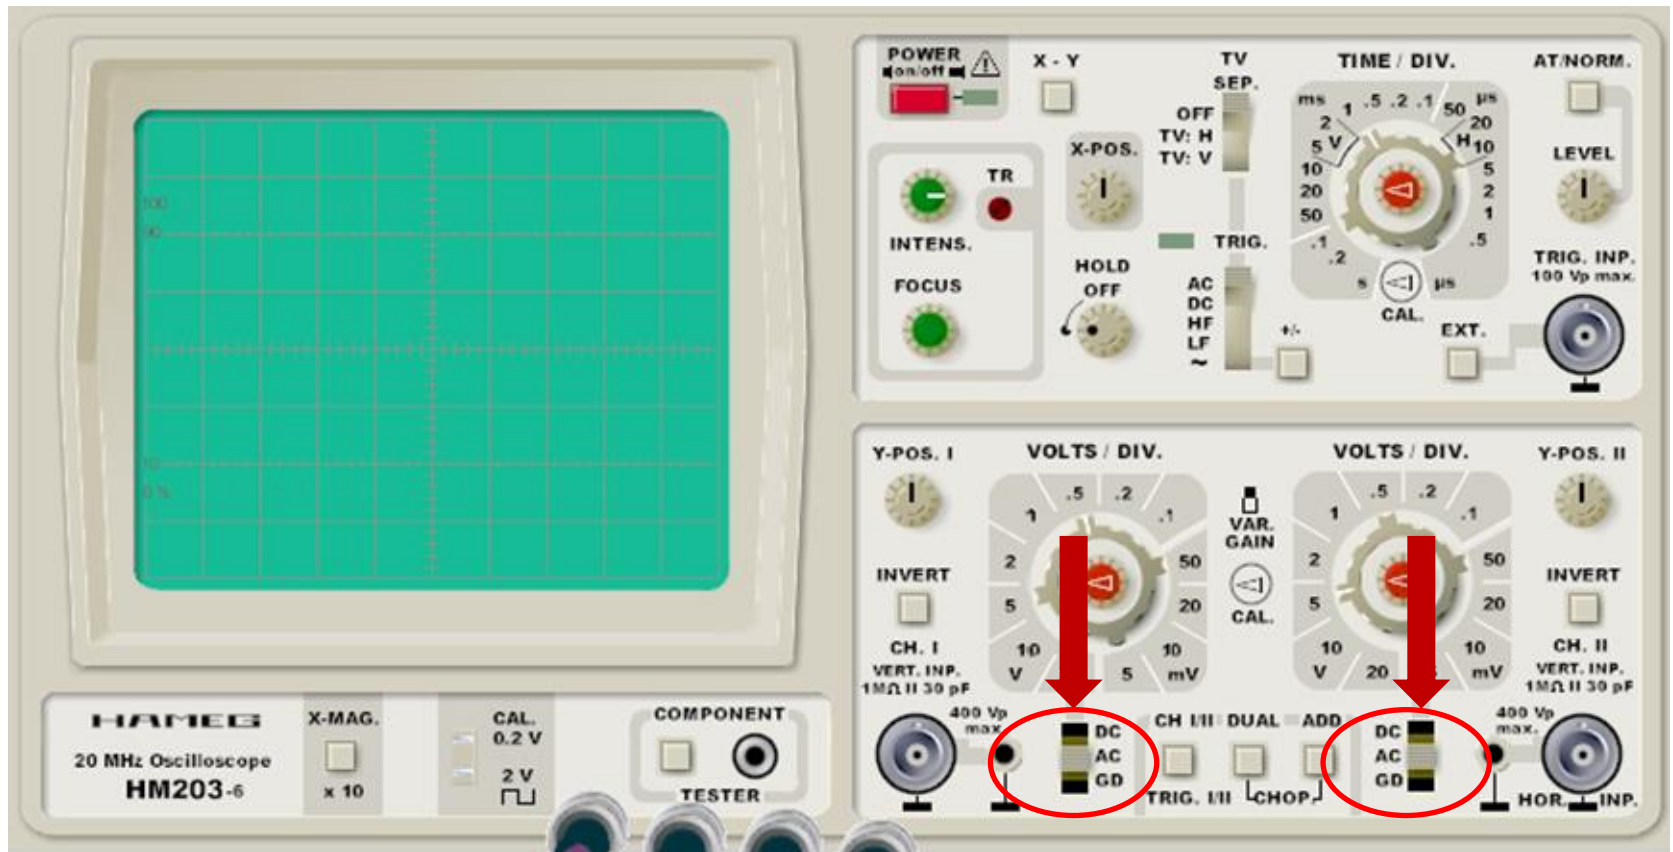 POWER
on/off
X - Y
TV
SEP.
OFF
TV: H
TV: V
TIME / DIV.
AT/NORM.
ms
1
.5
.2
.1
50
µs
2
20
5
V
H
10
10
5
20
2
50
1
.1
.5
.2
s
µs
CAL.
X-POS.
LEVEL
TR
INTENS.
TRIG.
HOLD
OFF
FOCUS
AC
DC
HF
LF
~
+/-
EXT.
TRIG. INP.
100 Vp max.
100
90
10
0 %
Y-POS. I
VOLTS / DIV.
VOLTS / DIV.
Y-POS. II
.5
.2
1
.1
2
50
5
20
10
10
V
5
mV
VAR.
GAIN
CAL.
.5
.2
1
.1
2
50
5
20
10
10
V
20
mV
INVERT
INVERT
CH. I
VERT. INP.
1MΩ II 30 pF
CH. II
VERT. INP.
1MΩ II 30 pF
400 Vp
max.
DC
AC
GD
CH I/II
DUAL
ADD
TRIG. I/II
CHOP.
DC
AC
GD
400 Vp
max.
HOR. INP.
HAMEG
20 MHz Oscilloscope
HM203-6
X-MAG.
x 10
CAL.
0.2 V
2 V
COMPONENT
TESTER